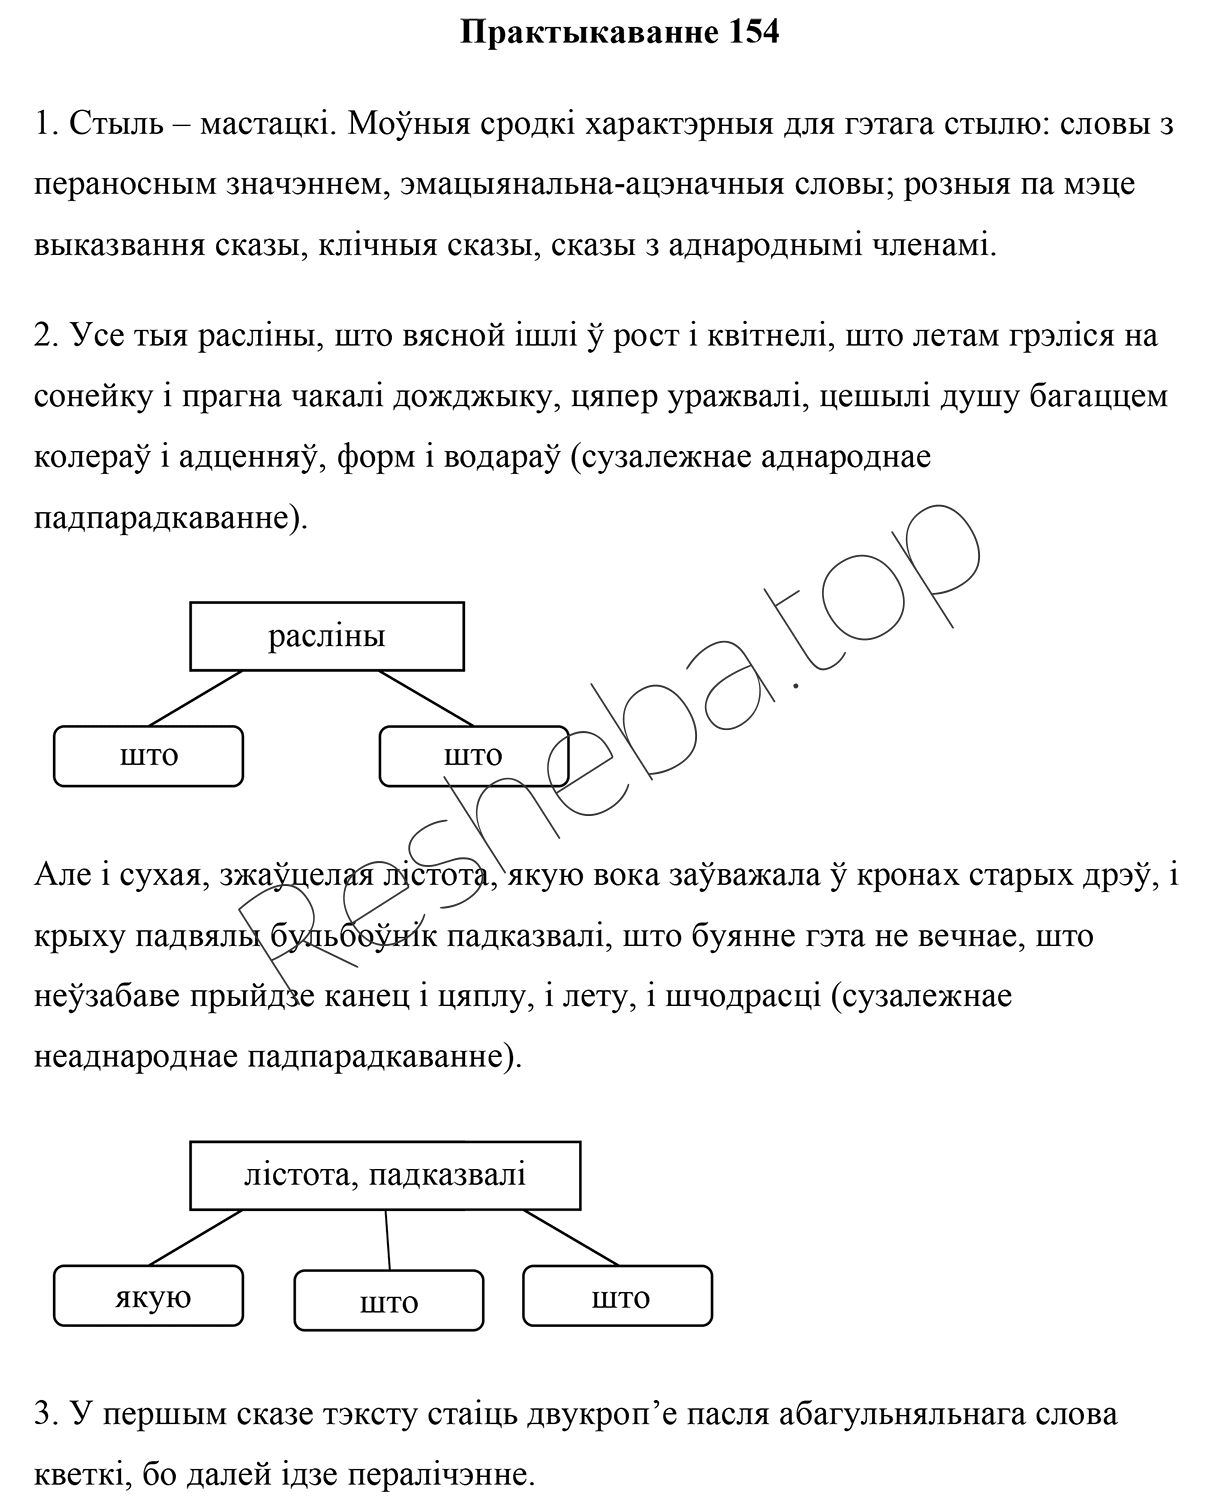 Практыкаванне 154
1. Стыль – мастацкі. Моўныя сродкі характэрныя для гэтага стылю: словы з
пераносным значэннем, эмацыянальна-ацэначныя словы; розныя па мэце
выказвання сказы, клічныя сказы, сказы з аднароднымі членамі.
2. Усе тыя расліны, што вясной ішлі ў рост і квітнелі, што летам грэліся на
сонейку і прагна чакалі дожджыку, цяпер уражвалі, цешылі душу багаццем
колераў і адценняў, форм і водараў (сузалежнае аднароднае
падпарадкаванне).
расліны
што што
Але і сухая, зжаўцелая лістота, якую вока заўважала ў кронах старых дрэў, і
крыху падвялы бульбоўнік падказвалі, што буянне гэта не вечнае, што
неўзабаве прыйдзе канец і цяплу, і лету, і шчодрасці (сузалежнае
неаднароднае падпарадкаванне).
лістота, падказвалі
якую што што
3. У першым сказе тэксту стаіць двукроп’е пасля абагульняльнага слова
кветкі, бо далей ідзе пералічэнне.
Resheba.top